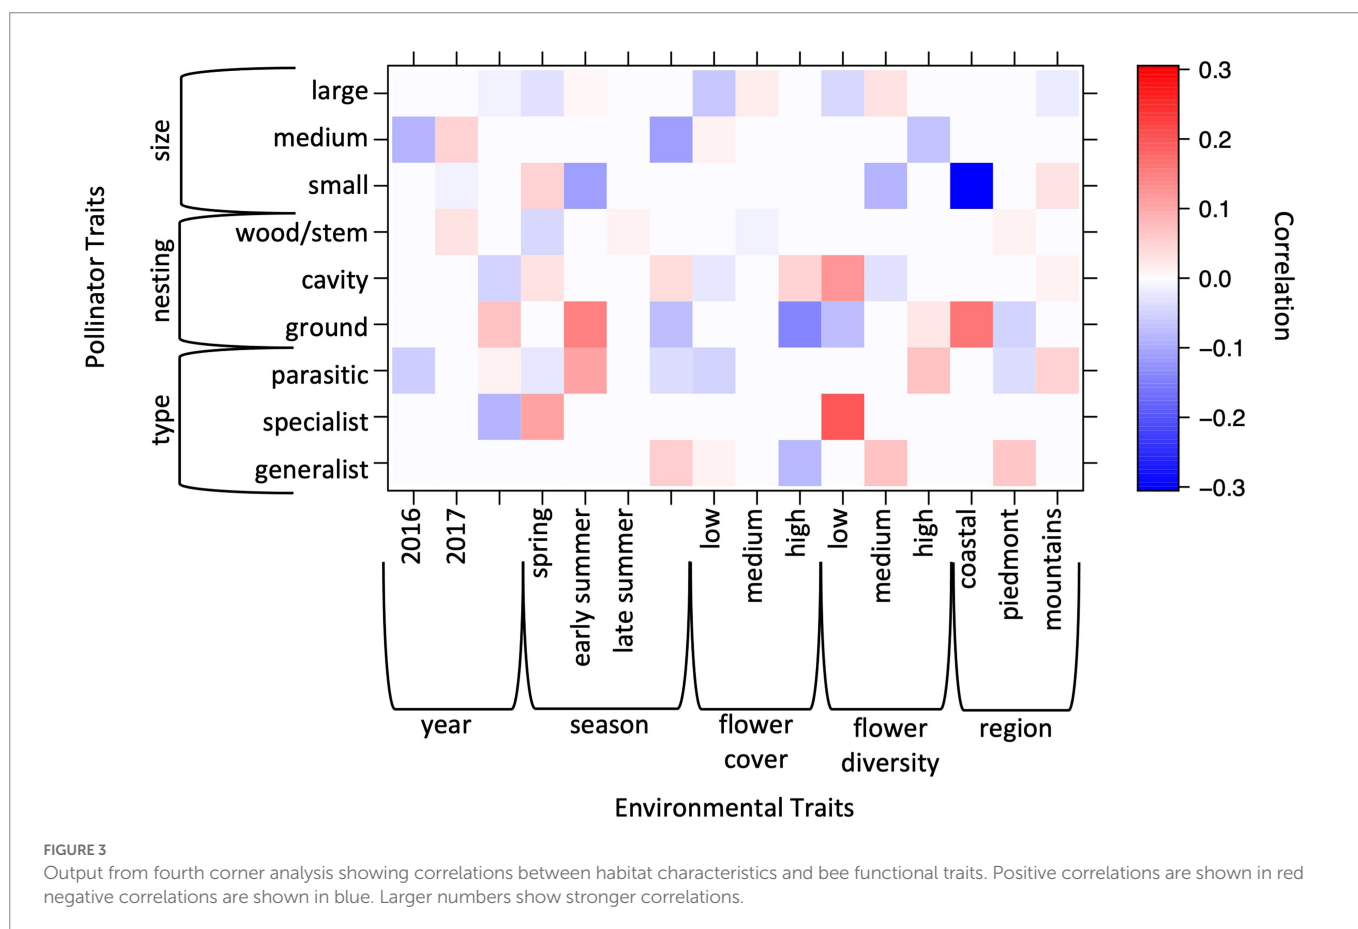 Pollinator Traits
size
nesting
type
large
medium
small
wood/stem
cavity
ground
parasitic
specialist
generalist
2016
2017
spring
early summer
late summer
low
medium
high
low
medium
high
coastal
piedmont
mountains
year
season
flower
cover
flower
diversity
region
Environmental Traits
0.3
0.2
0.1
0.0
−0.1
−0.2
−0.3
Correlation
FIGURE 3
Output from fourth corner analysis showing correlations between habitat characteristics and bee functional traits. Positive correlations are shown in red
negative correlations are shown in blue. Larger numbers show stronger correlations.